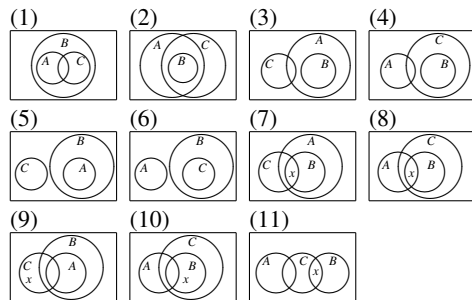 (1) (2) (3) (4)
B A C A C
A C B C B A B
(5) (6) (7) (8)
B B A C
C A A C C x B A x B
(9) (10) (11)
B C
C A A B A C x B
x x